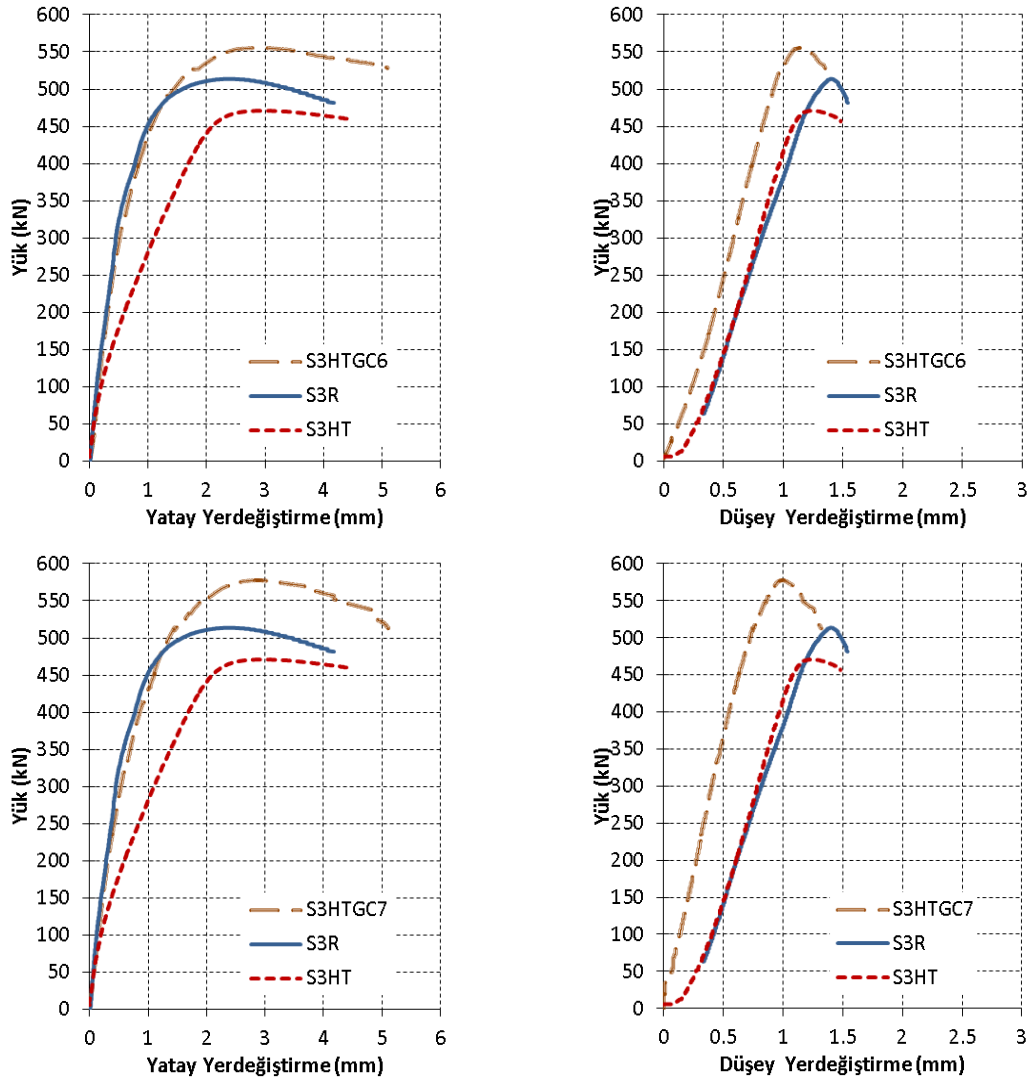 600
550
500
450
400
350
300
250
200
150
100
50
0
Yük (kN)
S3HTGC6
S3R
S3HT
0 1 2 3 4 5 6
Yatay Yerdeğiştirme (mm)
600
550
500
450
400
350
300
250
200
150
100
50
0
Yük (kN)
S3HTGC6
S3R
S3HT
0 0.5 1 1.5 2 2.5 3
Düşey Yerdeğiştirme (mm)
600
550
500
450
400
350
300
250
200
150
100
50
0
Yük (kN)
S3HTGC7
S3R
S3HT
0 1 2 3 4 5 6
Yatay Yerdeğiştirme (mm)
600
550
500
450
400
350
300
250
200
150
100
50
0
Yük (kN)
S3HTGC7
S3R
S3HT
0 0.5 1 1.5 2 2.5 3
Düşey Yerdeğiştirme (mm)